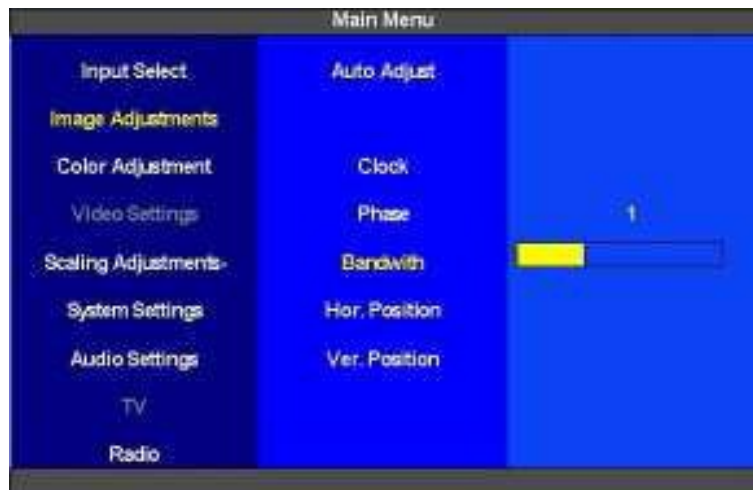 Main Menu
Input Select
Image Adjustments
Color Adjustment
Video Settings
Scaling Adjustments-
System Settings
Audio Settings
TV
Radio
Auto Adjust
Clock
Phase
Bandwith
Hor. Position
Ver. Position
1